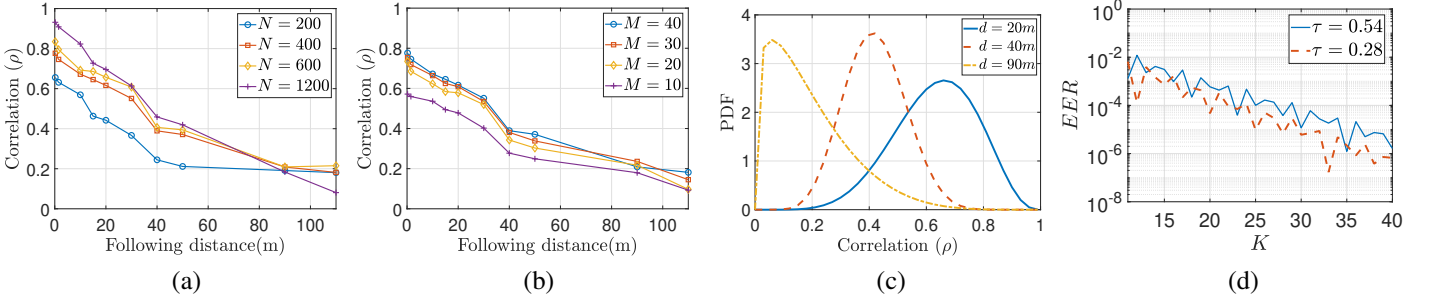 1
0.8
0.6
0.4
0.2
0
0 20 40 60 80 100
Correlation (ρ)
Following distance(m)
N = 200
N = 400
N = 600
N = 1200
(a)
1
0.8
0.6
0.4
0.2
0
0 20 40 60 80 100
Correlation (ρ)
Following distance(m)
M = 40
M = 30
M = 20
M = 10
(b)
4
3
2
1
0
0 0.2 0.4 0.6 0.8 1
PDF
Correlation (ρ)
d = 20m
d = 40m
d = 90m
(c)
10⁰
10⁻²
10⁻⁴
10⁻⁶
10⁻⁸
15 20 25 30 35 40
EER
K
τ = 0.54
τ = 0.28
(d)